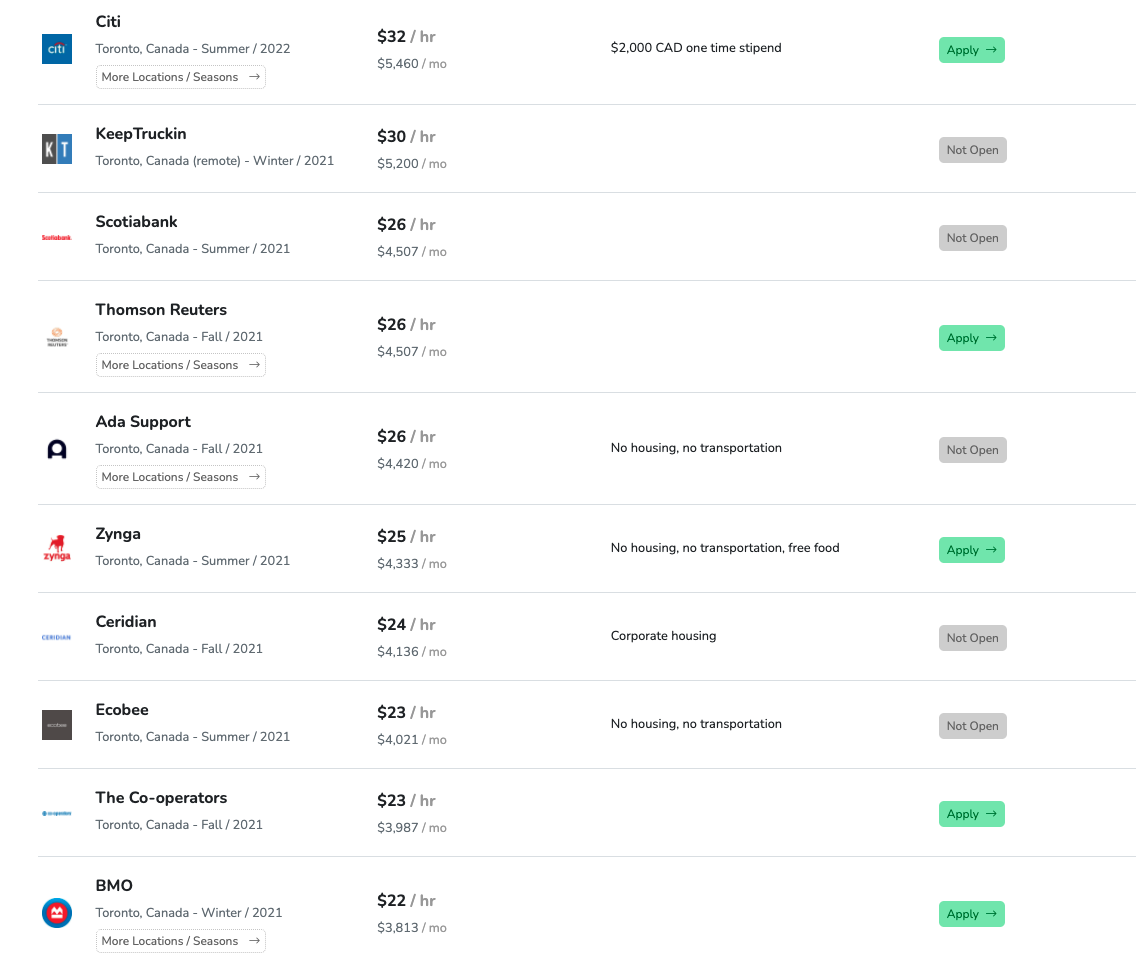 Citi
Toronto, Canada - Summer / 2022
More Locations / Seasons →
$32 / hr
$5,460 / mo
$2,000 CAD one time stipend
Apply →
citi
KeepTruckin
Toronto, Canada (remote) - Winter / 2021
$30 / hr
$5,200 / mo
Not Open
KT
Scotiabank
Toronto, Canada - Summer / 2021
$26 / hr
$4,507 / mo
Not Open
Scotiabank
Thomson Reuters
Toronto, Canada - Fall / 2021
More Locations / Seasons →
$26 / hr
$4,507 / mo
Apply →
THOMSON
REUTERS
Ada Support
Toronto, Canada - Fall / 2021
More Locations / Seasons →
$26 / hr
$4,420 / mo
No housing, no transportation
Not Open
Zynga
Toronto, Canada - Summer / 2021
$25 / hr
$4,333 / mo
No housing, no transportation, free food
Apply →
zynga
Ceridian
Toronto, Canada - Fall / 2021
$24 / hr
$4,136 / mo
Corporate housing
Not Open
CERIDIAN
Ecobee
Toronto, Canada - Summer / 2021
$23 / hr
$4,021 / mo
No housing, no transportation
Not Open
ecobee
The Co-operators
Toronto, Canada - Fall / 2021
$23 / hr
$3,987 / mo
Apply →
co-operators
BMO
Toronto, Canada - Winter / 2021
More Locations / Seasons →
$22 / hr
$3,813 / mo
Apply →